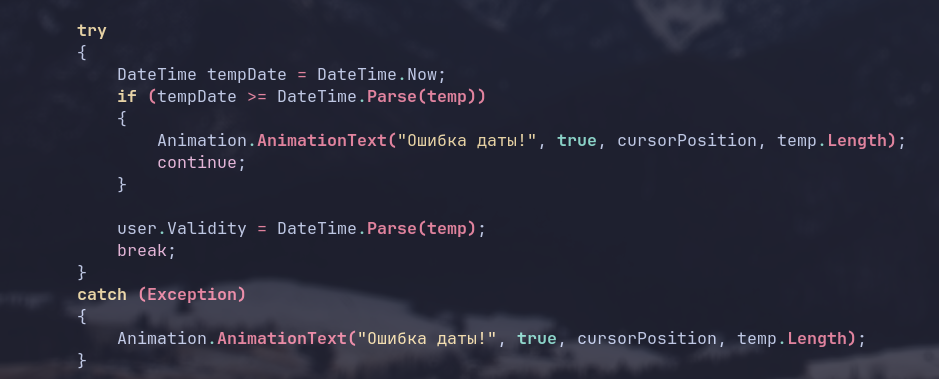 try
{
    DateTime tempDate = DateTime.Now;
    if (tempDate >= DateTime.Parse(temp))
    {
        Animation.AnimationText("Ошибка даты!", true, cursorPosition, temp.Length);
        continue;
    }

    user.Validity = DateTime.Parse(temp);
    break;
}
catch (Exception)
{
    Animation.AnimationText("Ошибка даты!", true, cursorPosition, temp.Length);
}